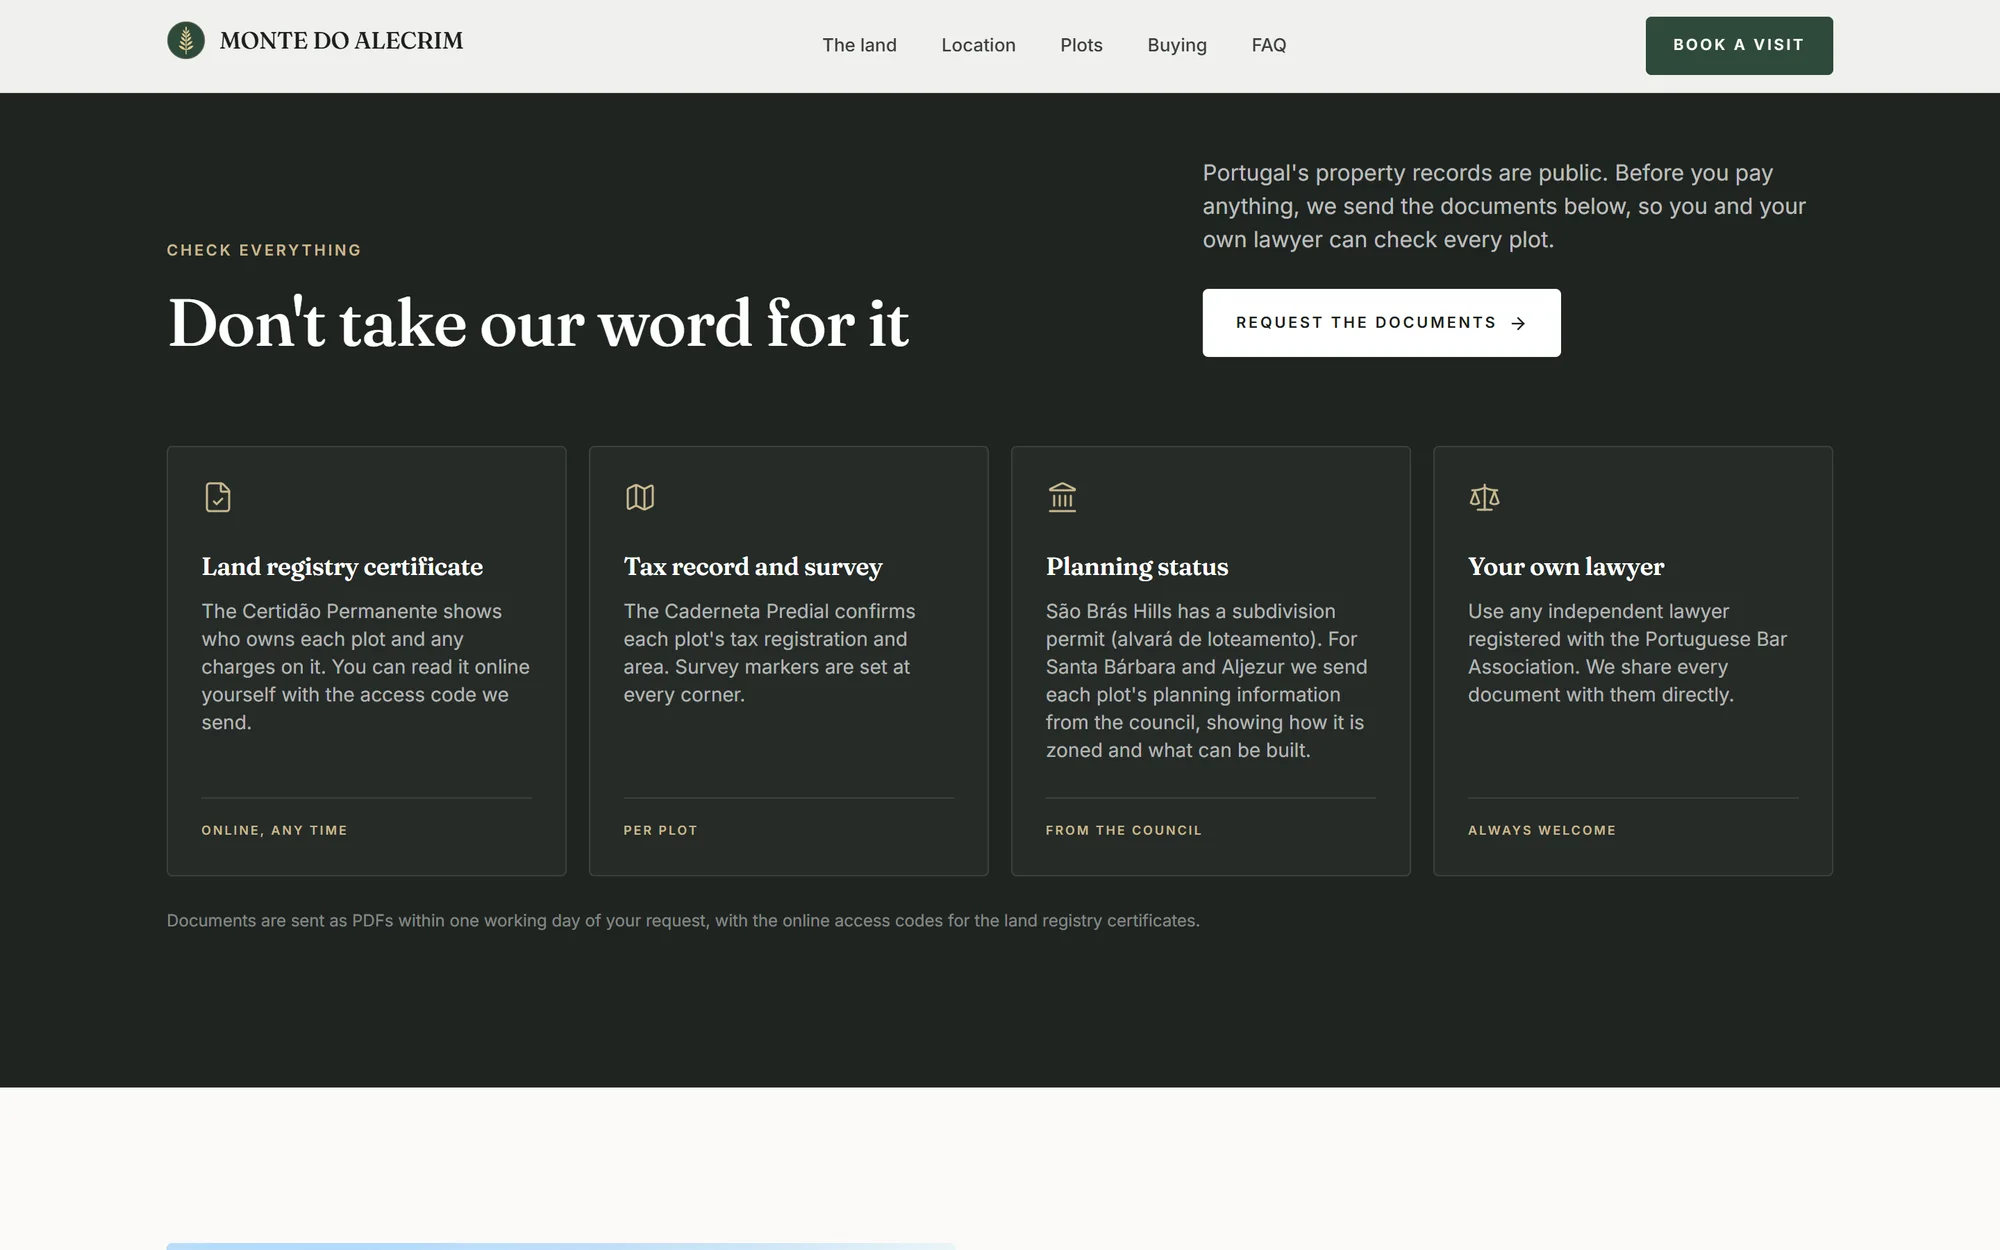 MONTE DO ALECRIM
The land
Location
Plots
Buying
FAQ
BOOK A VISIT
CHECK EVERYTHING
Don't take our word for it
Portugal's property records are public. Before you pay
anything, we send the documents below, so you and your
own lawyer can check every plot.
REQUEST THE DOCUMENTS
Land registry certificate
The Certidão Permanente shows
who owns each plot and any
charges on it. You can read it online
yourself with the access code we
send.
ONLINE, ANY TIME
Tax record and survey
The Caderneta Predial confirms
each plot's tax registration and
area. Survey markers are set at
every corner.
PER PLOT
Planning status
São Brás Hills has a subdivision
permit (alvará de loteamento). For
Santa Bárbara and Aljezur we send
each plot's planning information
from the council, showing how it is
zoned and what can be built.
FROM THE COUNCIL
Your own lawyer
Use any independent lawyer
registered with the Portuguese Bar
Association. We share every
document with them directly.
ALWAYS WELCOME
Documents are sent as PDFs within one working day of your request, with the online access codes for the land registry certificates.